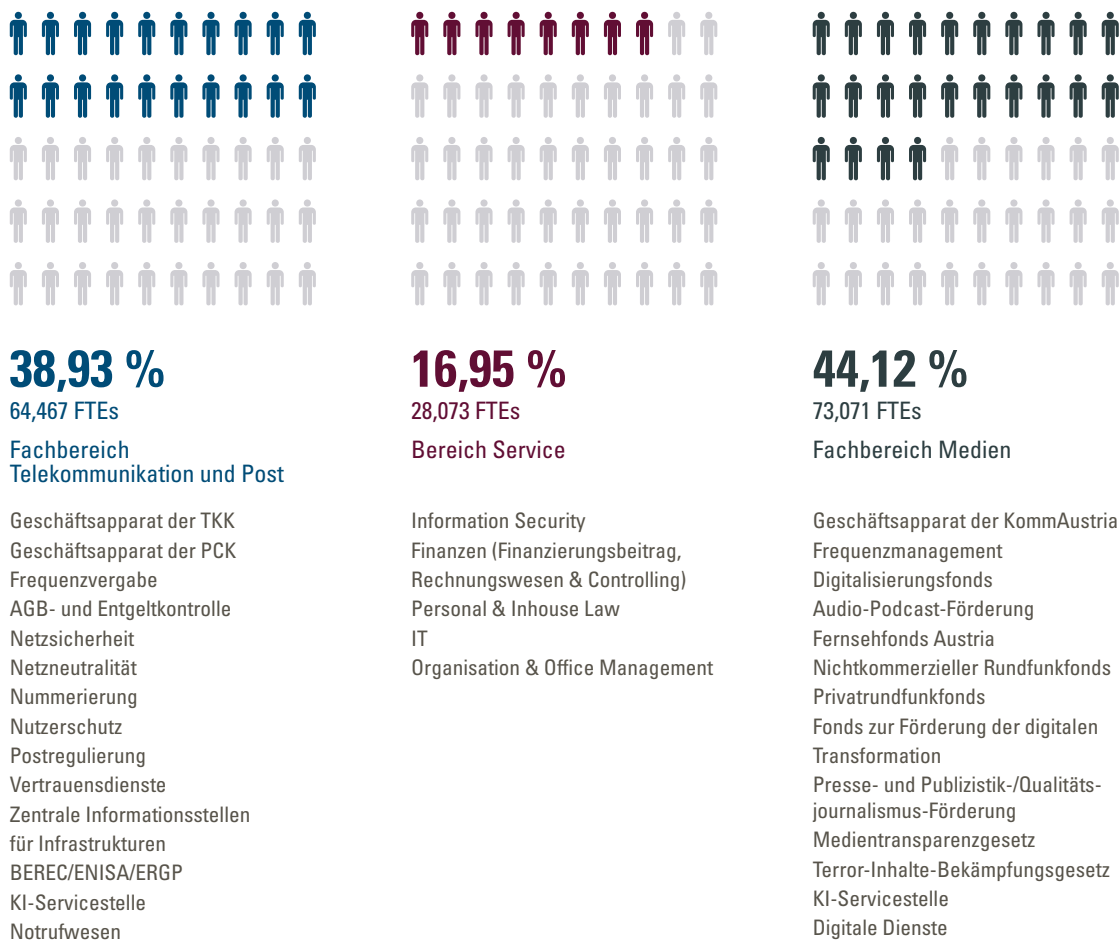 38,93 %
64,467 FTEs
Fachbereich
Telekommunikation und Post
Geschäftsapparat der TKK
Geschäftsapparat der PCK
Frequenzvergabe
AGB- und Entgeltkontrolle
Netzsicherheit
Netzneutralität
Nummerierung
Nutzerschutz
Postregulierung
Vertrauensdienste
Zentrale Informationsstellen
für Infrastrukturen
BEREC/ENISA/ERGP
KI-Servicestelle
Notrufwesen
16,95 %
28,073 FTEs
Bereich Service
Information Security
Finanzen (Finanzierungsbeitrag,
Rechnungswesen & Controlling)
Personal & Inhouse Law
IT
Organisation & Office Management
44,12 %
73,071 FTEs
Fachbereich Medien
Geschäftsapparat der KommAustria
Frequenzmanagement
Digitalisierungsfonds
Audio-Podcast-Förderung
Fernsehfonds Austria
Nichtkommerzieller Rundfunkfonds
Privatrundfunkfonds
Fonds zur Förderung der digitalen
Transformation
Presse- und Publizistik-/Qualitäts-
journalismus-Förderung
Medientransparenzgesetz
Terror-Inhalte-Bekämpfungsgesetz
KI-Servicestelle
Digitale Dienste